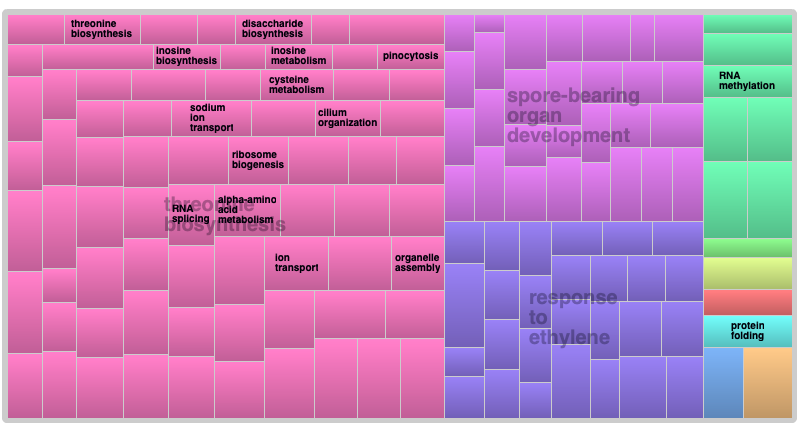 threonine
biosynthesis
disaccharide
biosynthesis
inosine
biosynthesis
inosine
metabolism
pinocytosis
cysteine
metabolism
sodium
ion
transport
cilium
organization
ribosome
biogenesis
RNA
splicing
alpha-amino
acid
metabolism
threonine
biosynthesis
ion
transport
organelle
assembly
spore-bearing
organ
development
response
to
ethylene
RNA
methylation
protein
folding